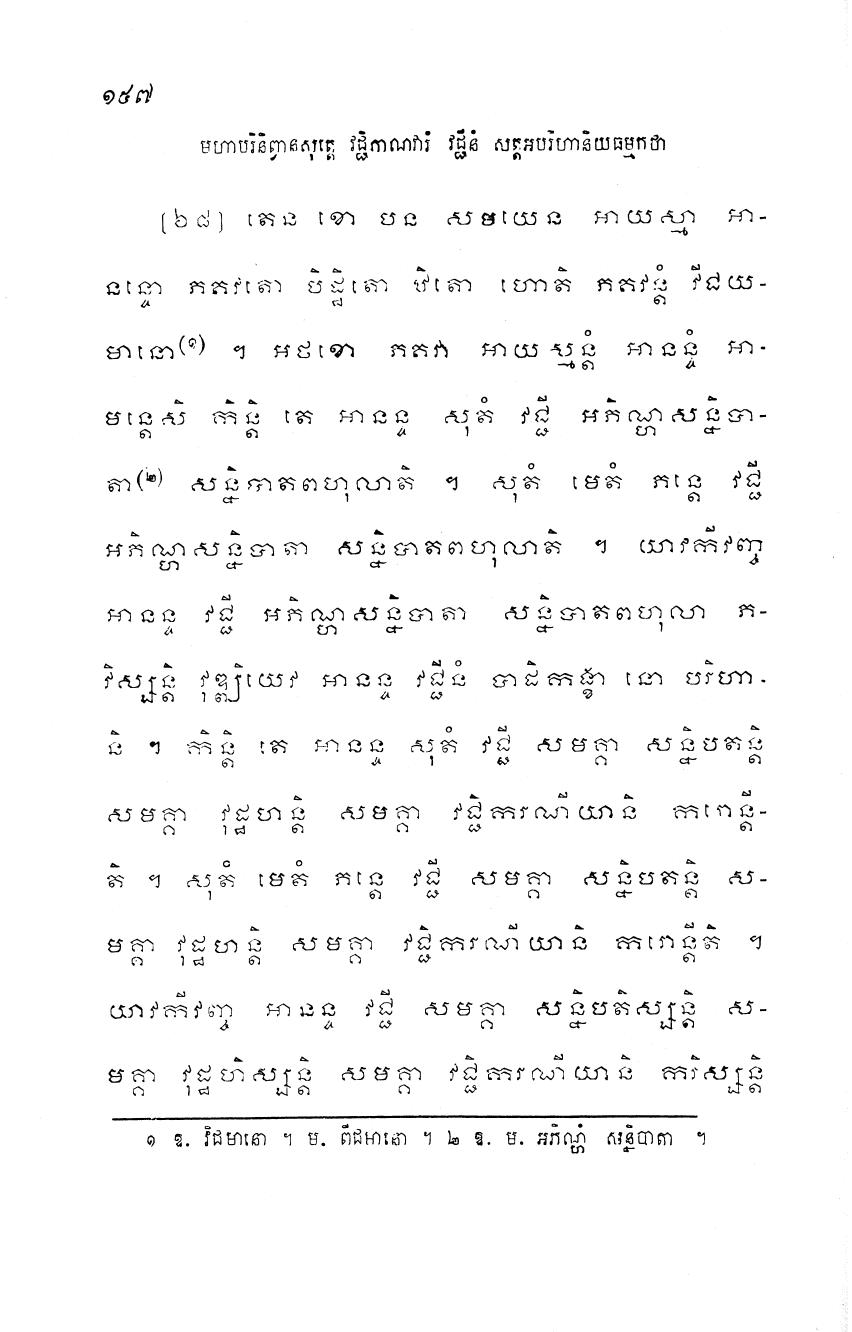 ១៥៧
មហាបរិនិព្វានសុត្តេ វជ្ជិភាណវារំ វជ្ជីនំ សត្តអបរិហានិយធម្មកថា
[៦៨] តេន ខោ បន សមយេន អាយស្មា អា-
នន្ទោ ភគវតោ បិដ្ឋិតោ ឋិតោ ហោតិ ភគវន្តំ វីជយ-
មានោ(១) ។ អថខោ ភគវា អាយស្មន្តំ អានន្ទំ អា-
មន្តេសិ កិន្តិ តេ អានន្ទ សុតំ វជ្ជី អភិណ្ហសន្និបា-
តា(២) សន្និបាតពហុលាតិ ។ សុតំ មេតំ ភន្តេ វជ្ជី
អភិណ្ហសន្និបាតា សន្និបាតពហុលាតិ ។ យាវកីវញ្ច
អានន្ទ វជ្ជី អភិណ្ហសន្និបាតា សន្និបាតពហុលា ភ-
វិស្សន្តិ វុឌ្ឍិយេវ អានន្ទ វជ្ជីនំ បាដិកង្ខា នោ បរិហា-
និ ។ កិន្តិ តេ អានន្ទ សុតំ វជ្ជី សមគ្គា សន្និបតន្តិ
សមគ្គា វុដ្ឋហន្តិ សមគ្គា វជ្ជិករណីយានិ ករោន្តី-
តិ ។ សុតំ មេតំ ភន្តេ វជ្ជី សមគ្គា សន្និបតន្តិ ស-
មគ្គា វុដ្ឋហន្តិ សមគ្គា វជ្ជិករណីយានិ ករោន្តីតិ ។
យាវកីវញ្ច អានន្ទ វជ្ជី សមគ្គា សន្និបតិស្សន្តិ ស-
មគ្គា វុដ្ឋហិស្សន្តិ សមគ្គា វជ្ជិករណីយានិ ករិស្សន្តិ
១ ឱ. វិជមានោ ។ ម. ពីជមានោ ។ ២ ឱ. ម. អភិណ្ហំ សន្និបាតា ។